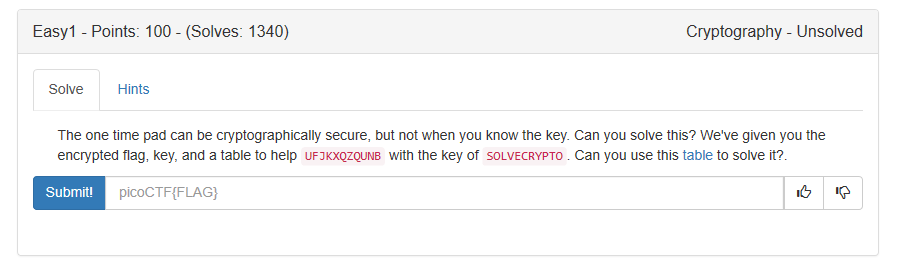 Easy1 - Points: 100 - (Solves: 1340) Cryptography - Unsolved
Solve Hints
The one time pad can be cryptographically secure, but not when you know the key. Can you solve this? We've given you the
encrypted flag, key, and a table to help UFJKXQZQUNB with the key of SOLVECRYPTO. Can you use this table to solve it?.
Submit! picoCTF{FLAG}